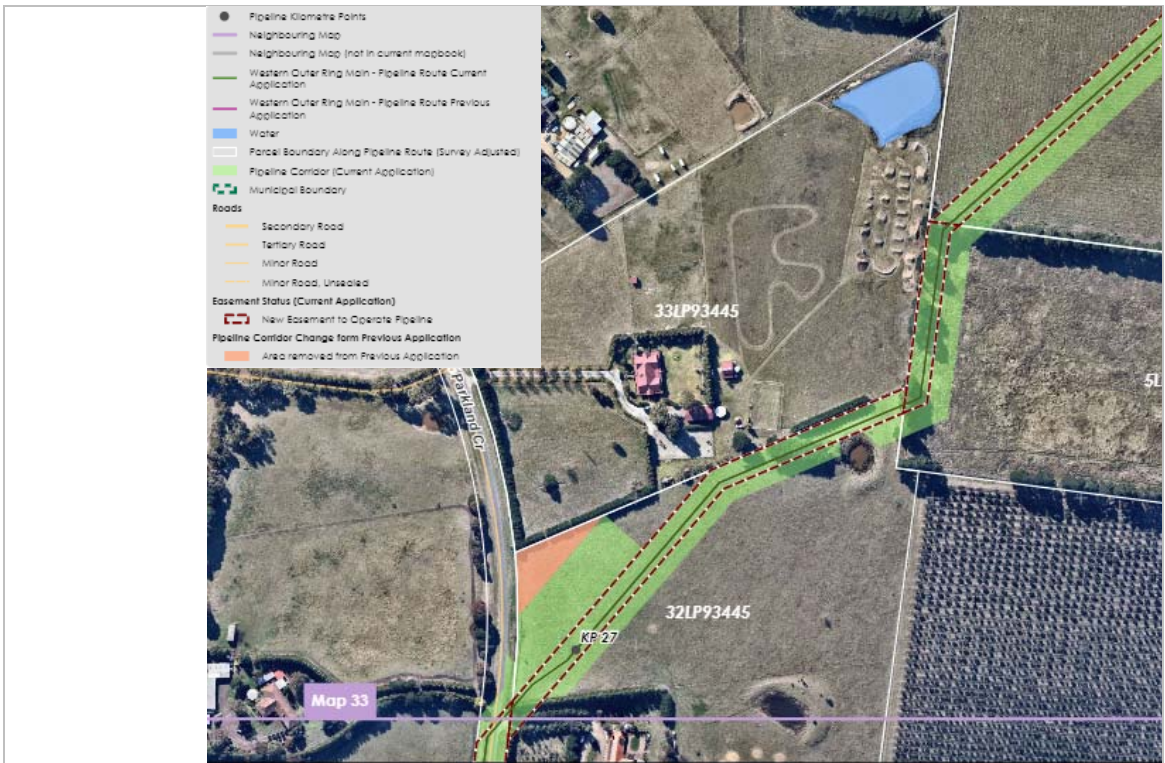 Pipeline Kilometre Points
Neighbouring Map
Neighbouring Map (not in current mapbook)
Western Outer Ring Main - Pipeline Route Current
Application
Western Outer Ring Main - Pipeline Route Previous
Application
Water
Parcel Boundary Along Pipeline Route (Survey Adjusted)
Pipeline Corridor (Current Application)
Municipal Boundary
Roads
Secondary Road
Tertiary Road
Minor Road
Minor Road, Unsealed
Easement Status (Current Application)
New Easement to Operate Pipeline
Pipeline Corridor Change form Previous Application
Area removed from Previous Application
33LP93445
5L
Parkland Cr
32LP93445
KP 27
Map 33